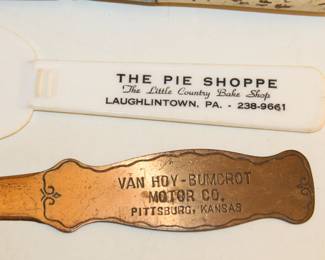 THE PIE SHOPPE
The Little Country Bake Shop
LAUGHLINTOWN, PA. - 238-9661
VAN HOY-BUMCROT
MOTOR CO.
PITTSBURG, KANSAS